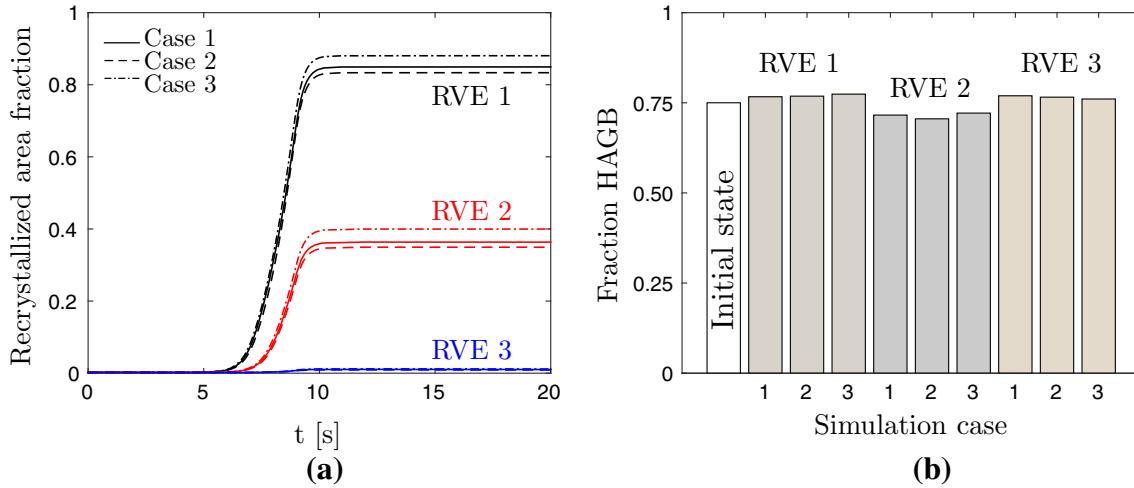 1
0.8
0.6
0.4
0.2
0
Recrystallized area fraction
Case 1
Case 2
Case 3
RVE 1
RVE 2
RVE 3
0 5 10 15 20
t [s]
(a)
1
0.75
0.5
0.25
0
Fraction HAGB
RVE 1
RVE 2
RVE 3
Initial state
1 2 3 1 2 3 1 2 3
Simulation case
(b)